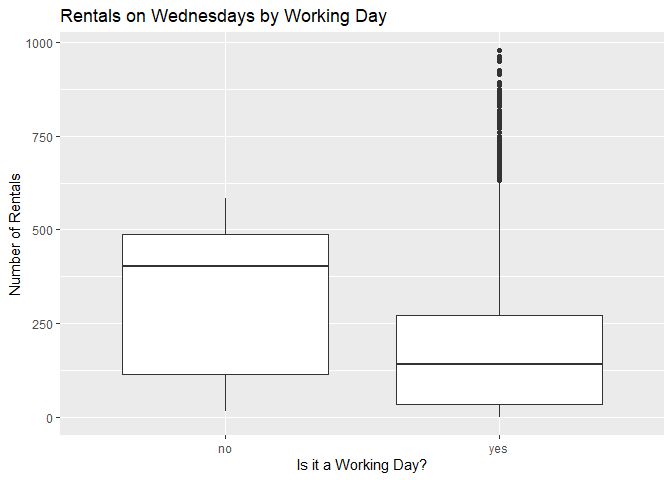 Rentals on Wednesdays by Working Day
1000
750
500
250
0
Number of Rentals
no yes
Is it a Working Day?